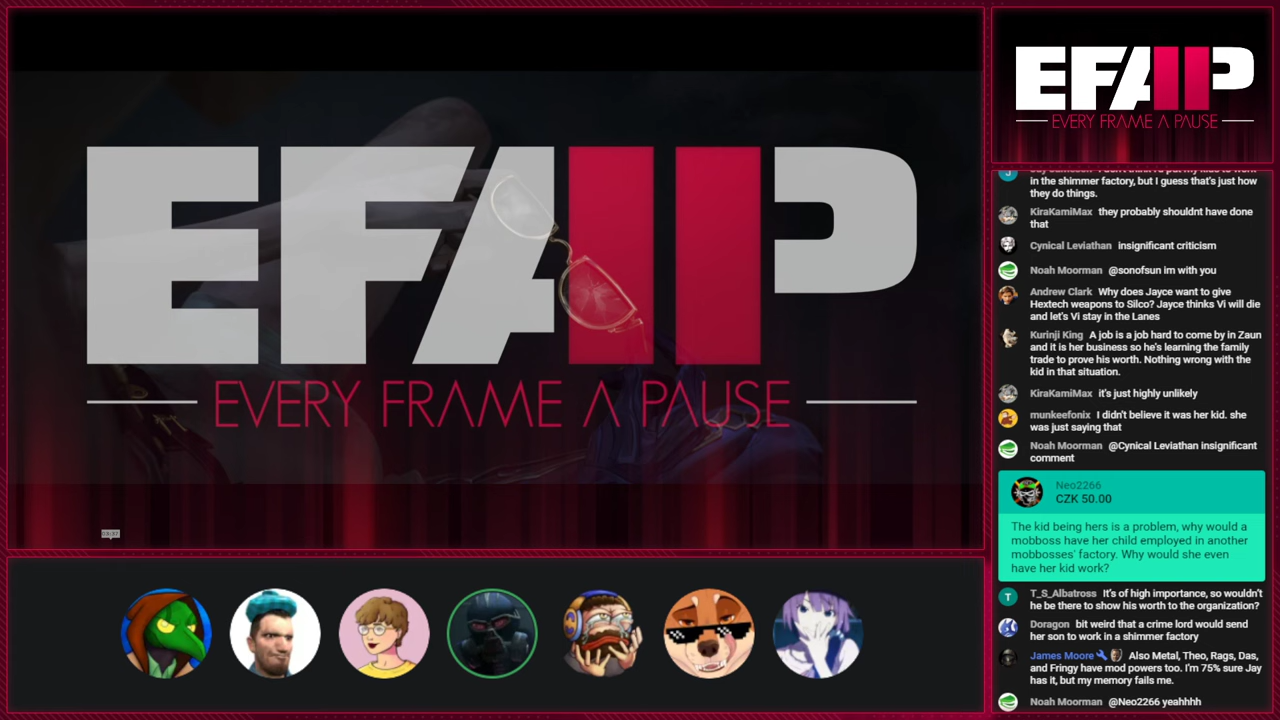 EFAP
EVERY FRAME A PAUSE
EFAP
EVERY FRAME A PAUSE
in the shimmer factory, but I guess that's just how
they do things.
KiraKamiMax they probably shouldnt have done
that
Cynical Leviathan insignificant criticism
Noah Moorman @sonofsun im with you
Andrew Clark Why does Jayce want to give
Hextech weapons to Silco? Jayce thinks Vi will die
and let's Vi stay in the Lanes
Kurinji King A job is a job hard to come by in Zaun
and it is her business so he's learning the family
trade to prove his worth. Nothing wrong with the
kid in that situation.
KiraKamiMax it's just highly unlikely
munkeefonix I didn't believe it was her kid. she
was just saying that
Noah Moorman @Cynical Leviathan insignificant
comment
Neo2266
CZK 50.00
The kid being hers is a problem, why would a
mobboss have her child employed in another
mobbosses' factory. Why would she even
have her kid work?
T
T_S_Albatross It's of high importance, so wouldn't
he be there to show his worth to the organization?
Doragon bit weird that a crime lord would send
her son to work in a shimmer factory
James Moore Also Metal, Theo, Rags, Das,
and Fringy have mod powers too. I'm 75% sure Jay
has it, but my memory fails me.
Noah Moorman @Neo2266 yeahhhh